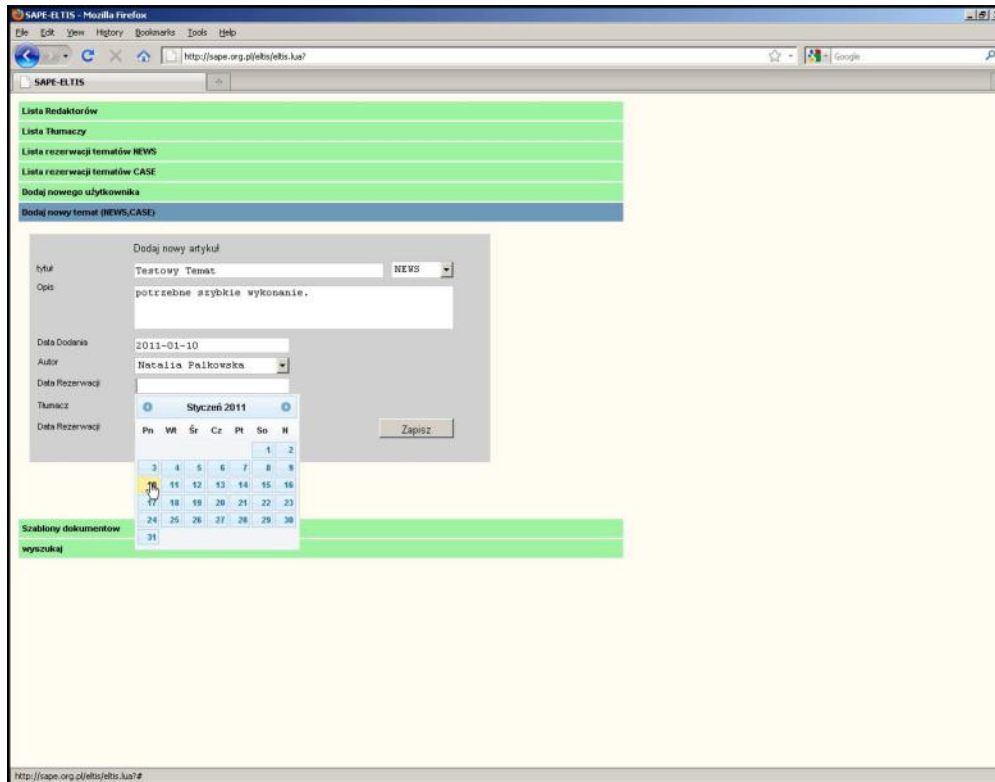 SAPE-ELTIS - Mozilla Firefox
File Edit View History Bookmarks Tools Help
http://sape.org.pl/eltis/eltis.lua? Google
SAPE-ELTIS
Lista Redaktorów
Lista Tłumaczy
Lista rezerwacji tematów NEWS
Lista rezerwacji tematów CASE
Dodaj nowego użytkownika
Dodaj nowy temat (NEWS,CASE)
Dodaj nowy artykuł
tytuł Testowy Temat NEWS
Opis potrzebne szybkie wykonanie.
Data Dodania 2011-01-10
Autor Natalia Palkowska
Data Rezerwacji
Tłumacz Styczeń 2011
Data Rezerwacji Pn Wt Śr Cz Pt So N Zapisz
1 2
3 4 5 6 7 8 9
10 11 12 13 14 15 16
17 18 19 20 21 22 23
24 25 26 27 28 29 30
31
Szablony dokumentow
wyszukaj
http://sape.org.pl/eltis/eltis.lua?#